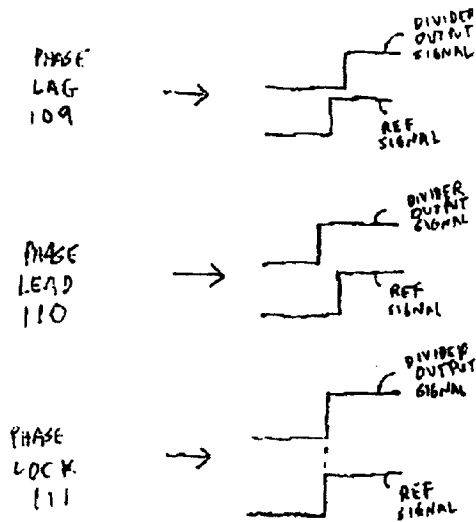 PHASE
LAG
109
DIVIDER
OUTPUT
SIGNAL
REF
SIGNAL
PHASE
LEAD
110
DIVIDER
OUTPUT
SIGNAL
REF
SIGNAL
PHASE
LOCK
111
DIVIDER
OUTPUT
SIGNAL
REF
SIGNAL